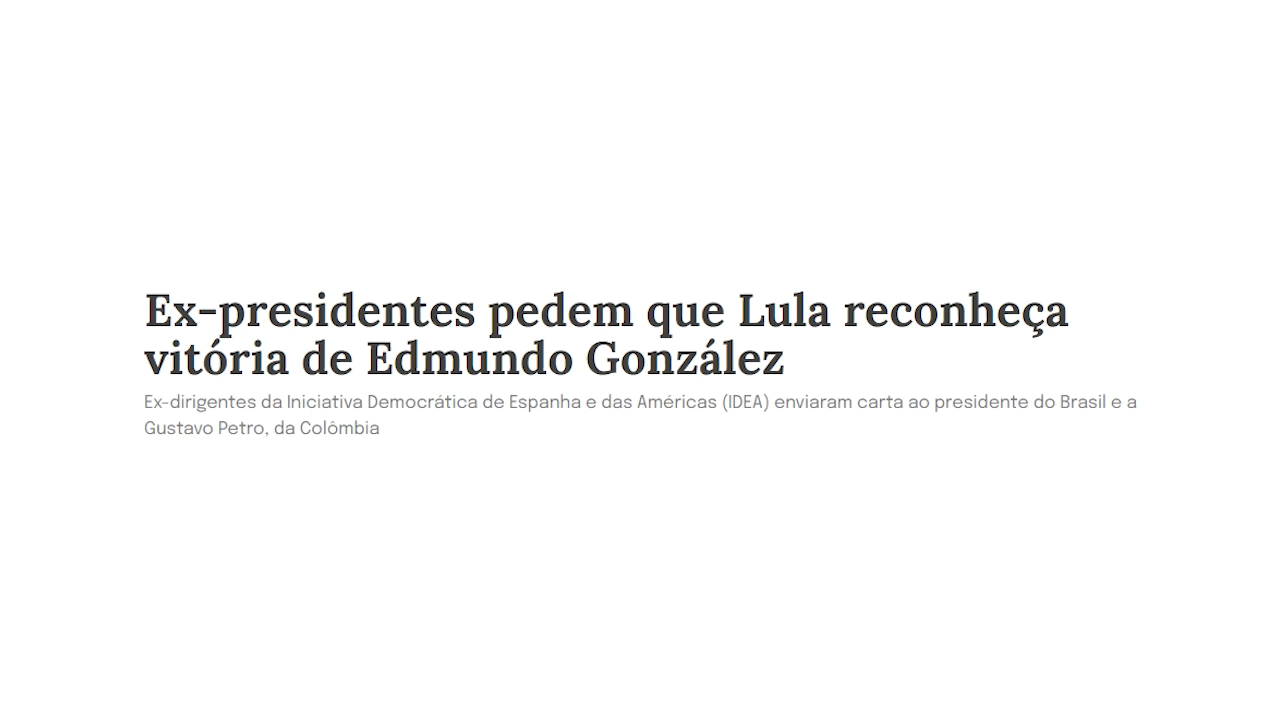 Ex-presidentes pedem que Lula reconheça
vitória de Edmundo González
Ex-dirigentes da Iniciativa Democrática de Espanha e das Américas (IDEA) enviaram carta ao presidente do Brasil e a
Gustavo Petro, da Colômbia